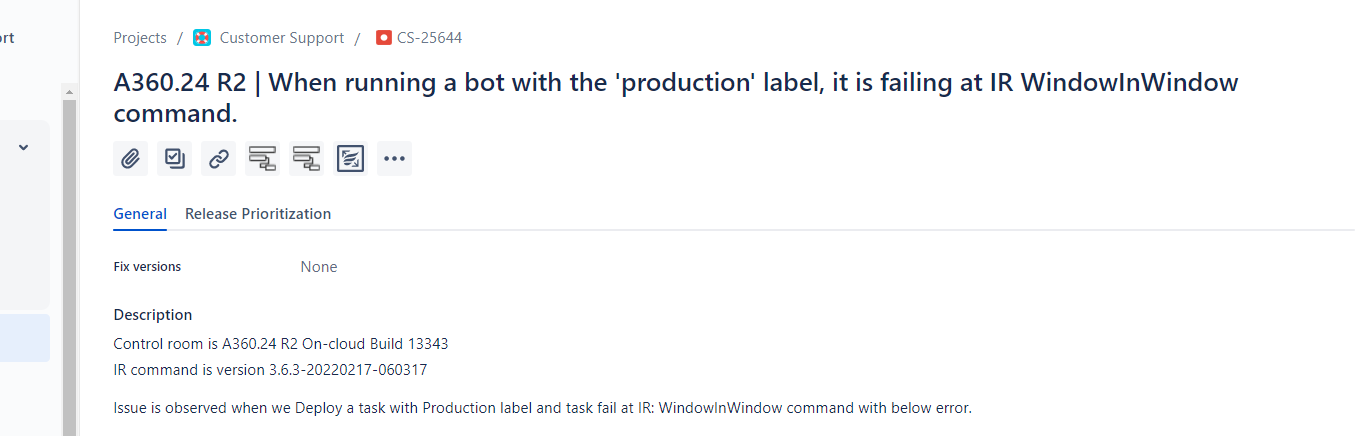 ort
Projects / Customer Support / CS-25644
A360.24 R2 | When running a bot with the 'production' label, it is failing at IR WindowInWindow
command.
General Release Prioritization
Fix versions None
Description
Control room is A360.24 R2 On-cloud Build 13343
IR command is version 3.6.3-20220217-060317
Issue is observed when we Deploy a task with Production label and task fail at IR: WindowInWindow command with below error.